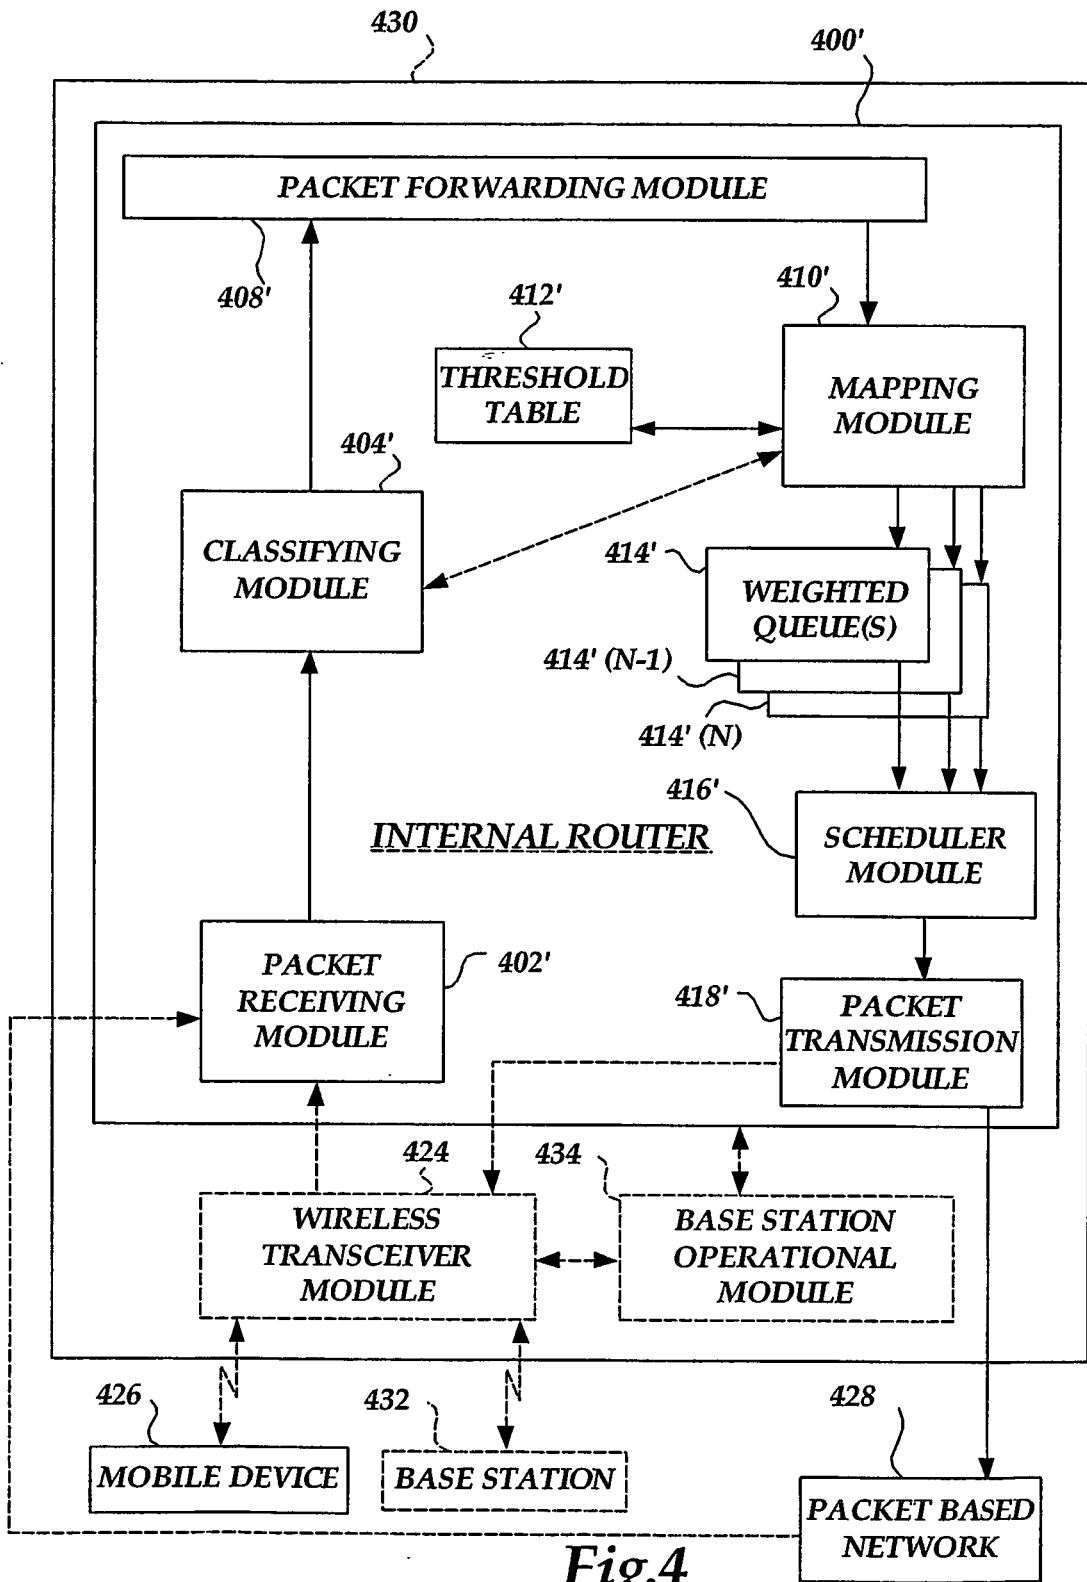 430
400'
PACKET FORWARDING MODULE
408'
412'
410'
THRESHOLD
TABLE
MAPPING
MODULE
404'
CLASSIFYING
MODULE
414'
WEIGHTED
QUEUE(S)
414' (N-1)
414' (N)
416'
INTERNAL ROUTER
SCHEDULER
MODULE
PACKET
RECEIVING
MODULE
402'
418'
PACKET
TRANSMISSION
MODULE
424
434
WIRELESS
TRANSCEIVER
MODULE
BASE STATION
OPERATIONAL
MODULE
426
432
428
MOBILE DEVICE
BASE STATION
PACKET BASED
NETWORK
Fig.4